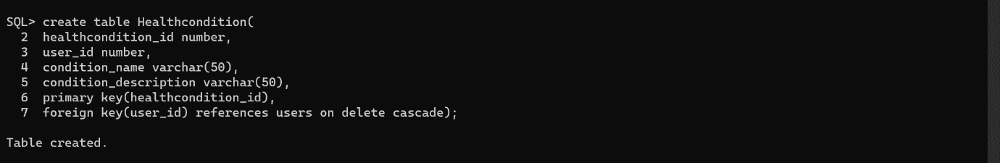 SQL> create table Healthcondition(
  2  healthcondition_id number,
  3  user_id number,
  4  condition_name varchar(50),
  5  condition_description varchar(50),
  6  primary key(healthcondition_id),
  7  foreign key(user_id) references users on delete cascade);
Table created.